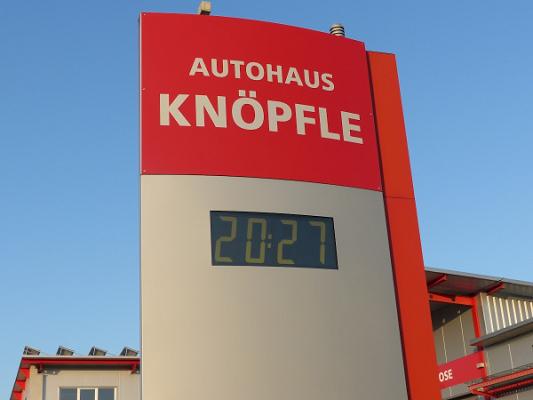 AUTOHAUS
KNÖPFLE
20:27
OSE